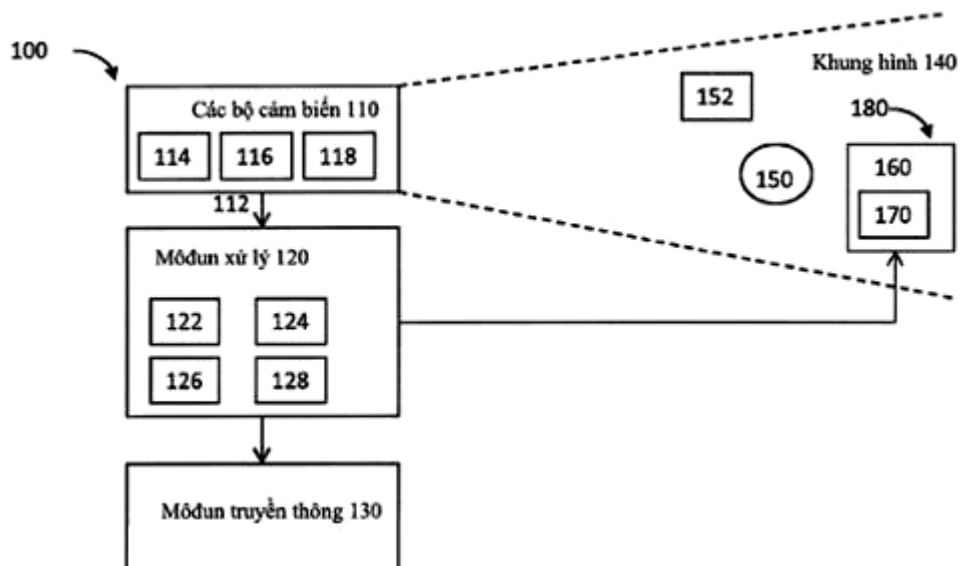 100
Khung hình 140
Các bộ cảm biến 110
114 116 118
152
180
150
160
170
112
Môđun xử lý 120
122 124
126 128
Môđun truyền thông 130